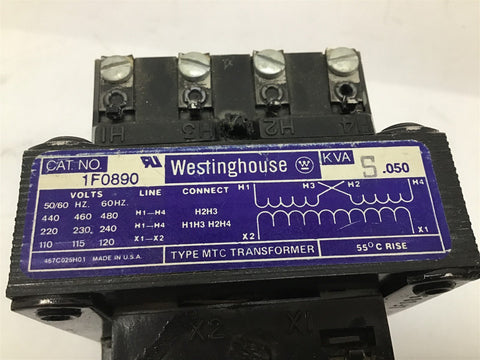 H1 H3 H2 H4
CAT. NO. Westinghouse KVA S .050
1F0890
VOLTS LINE CONNECT H1 H3 H2 H4
50/60 HZ. 60HZ.
440 460 480 H1-H4 H2H3
220 230 240 H1-H4 H1H3 H2H4
110 115 120 X1-X2 X2 X1
457C025H01 MADE IN U.S.A. TYPE MTC TRANSFORMER 55°C RISE
X2 X1